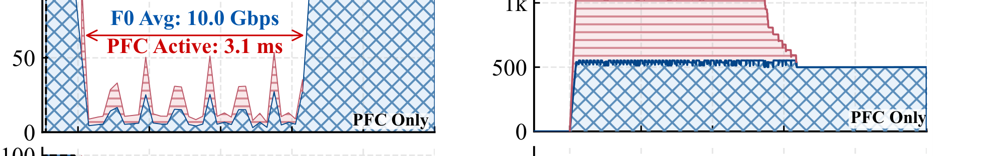 F0 Avg: 10.0 Gbps
PFC Active: 3.1 ms
50
PFC Only
0
100
1k
500
PFC Only
0